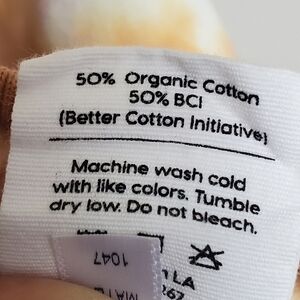 50% Organic Cotton
50% BCI
(Better Cotton Initiative)
Machine wash cold
with like colors. Tumble
dry low. Do not bleach.
LA
1047